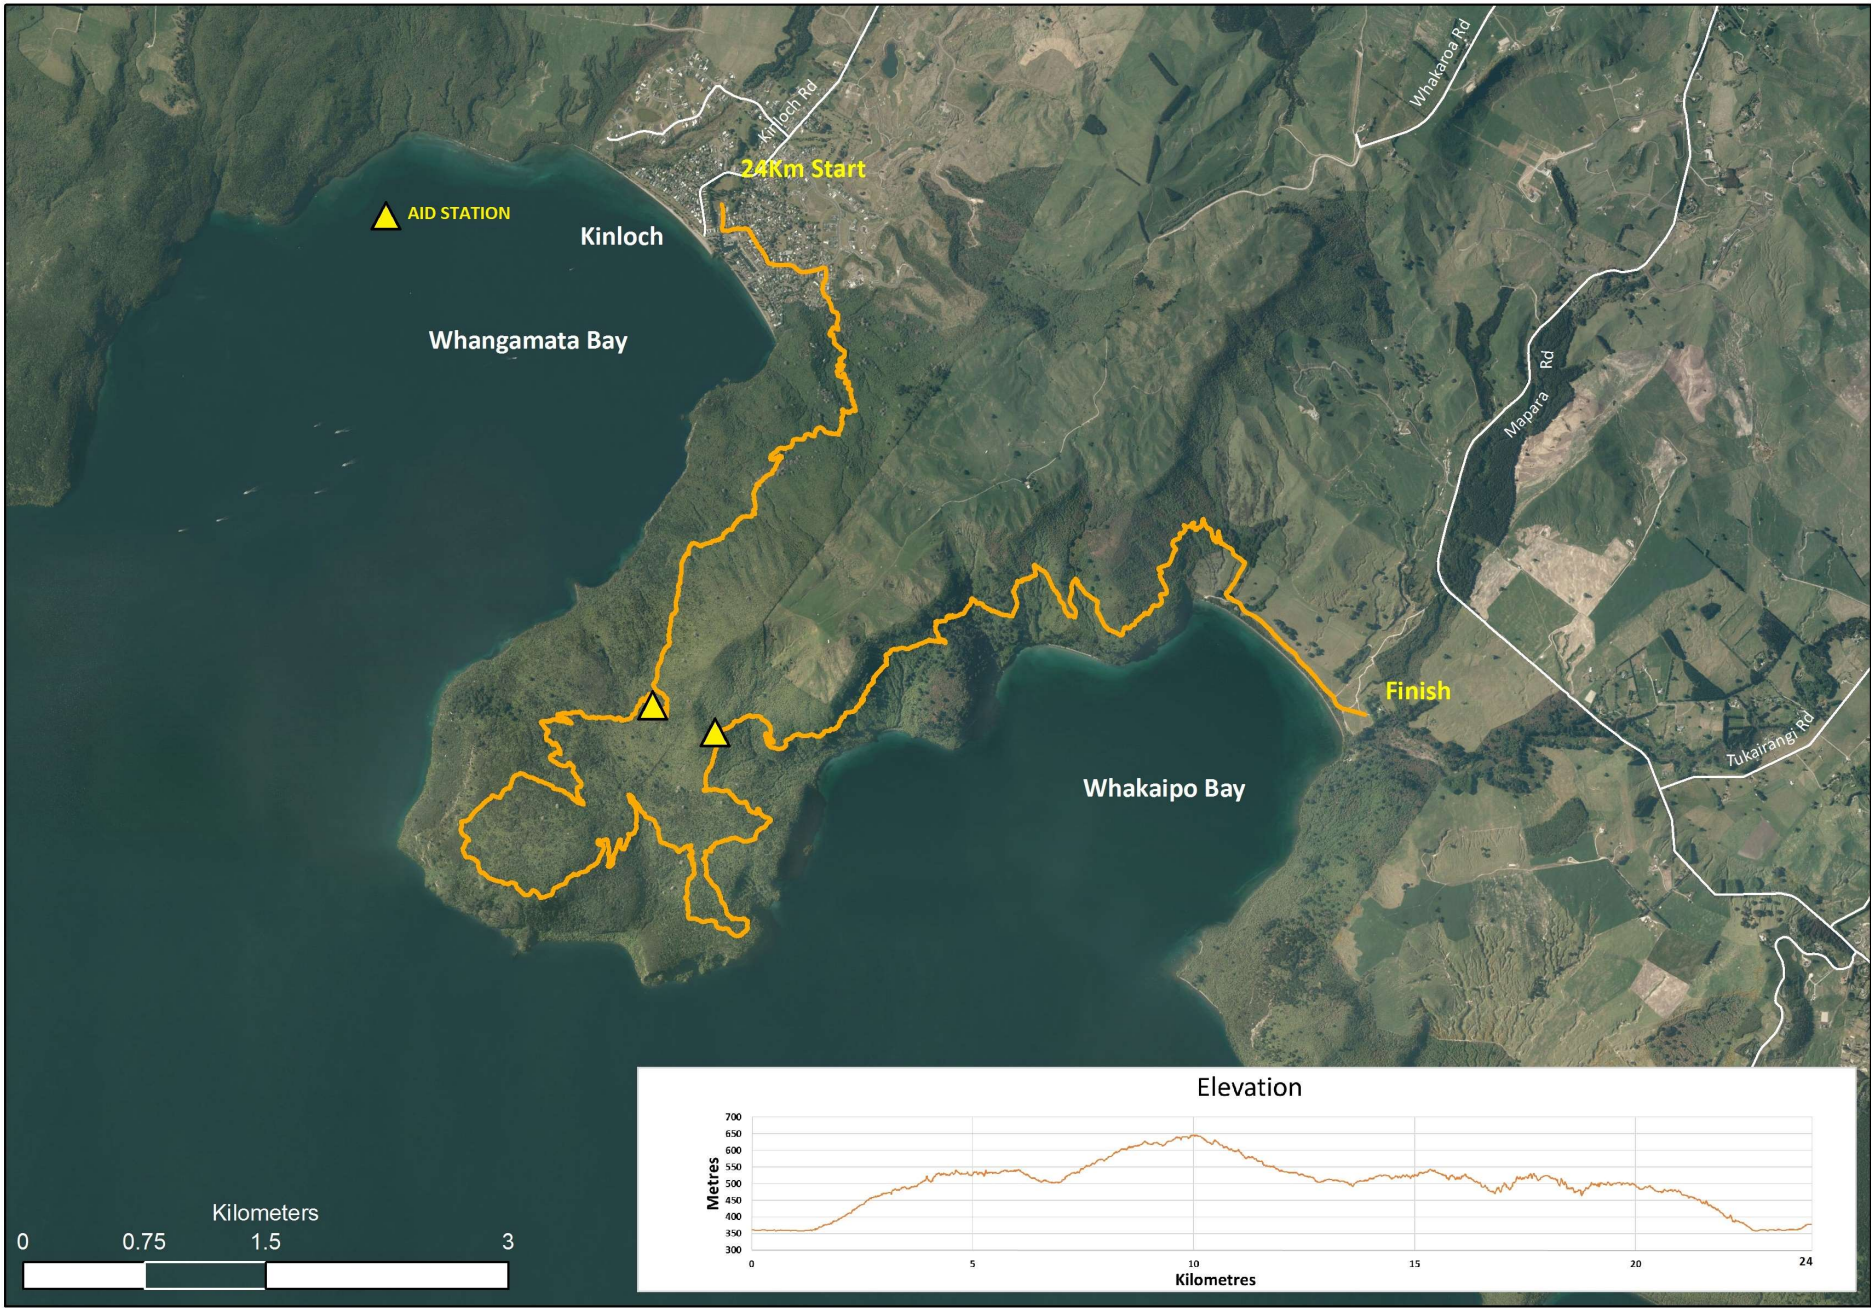 Whakaroa Rd
Kinloch Rd
24Km Start
AID STATION
Kinloch
Whangamata Bay
Mapara Rd
Finish
Tukairangi Rd
Whakaipo Bay
Elevation
700
650
600
550
500
450
400
350
300
Metres
0 5 10 15 20 24
Kilometres
Kilometers
0 0.75 1.5 3